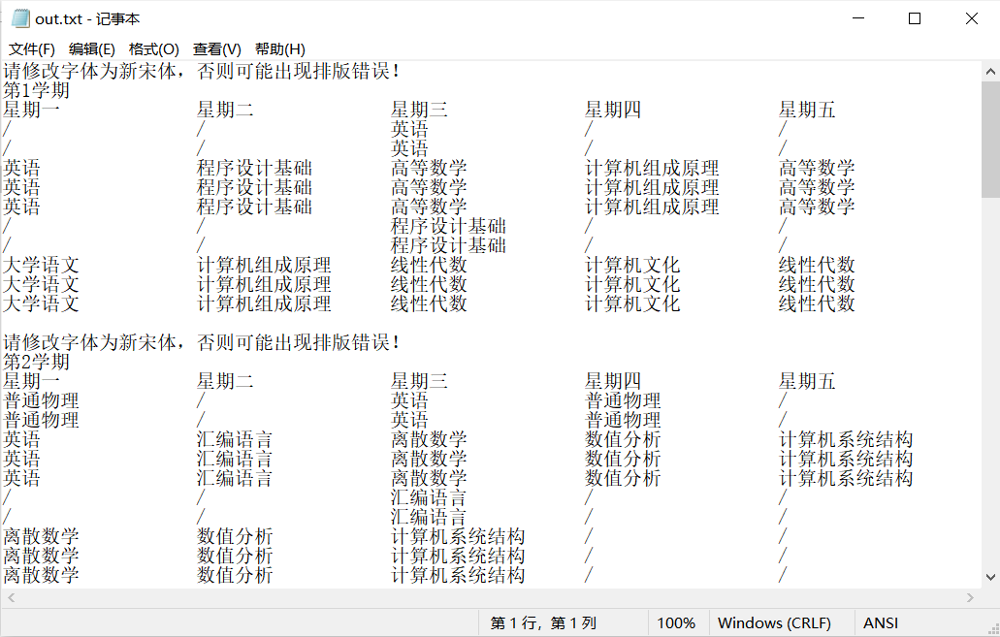 out.txt - 记事本
文件(F) 编辑(E) 格式(O) 查看(V) 帮助(H)
请修改字体为新宋体，否则可能出现排版错误！
第1学期
星期一 星期二 星期三 星期四 星期五
/ / 英语 / /
/ / 英语 / /
英语 程序设计基础 高等数学 计算机组成原理 高等数学
英语 程序设计基础 高等数学 计算机组成原理 高等数学
英语 程序设计基础 高等数学 计算机组成原理 高等数学
/ / 程序设计基础 / /
/ / 程序设计基础 / /
大学语文 计算机组成原理 线性代数 计算机文化 线性代数
大学语文 计算机组成原理 线性代数 计算机文化 线性代数
大学语文 计算机组成原理 线性代数 计算机文化 线性代数
请修改字体为新宋体，否则可能出现排版错误！
第2学期
星期一 星期二 星期三 星期四 星期五
普通物理 / 英语 普通物理 /
普通物理 / 英语 普通物理 /
英语 汇编语言 离散数学 数值分析 计算机系统结构
英语 汇编语言 离散数学 数值分析 计算机系统结构
英语 汇编语言 离散数学 数值分析 计算机系统结构
/ / 汇编语言 / /
/ / 汇编语言 / /
离散数学 数值分析 计算机系统结构 / /
离散数学 数值分析 计算机系统结构 / /
离散数学 数值分析 计算机系统结构 / /
第 1 行，第 1 列 100% Windows (CRLF) ANSI